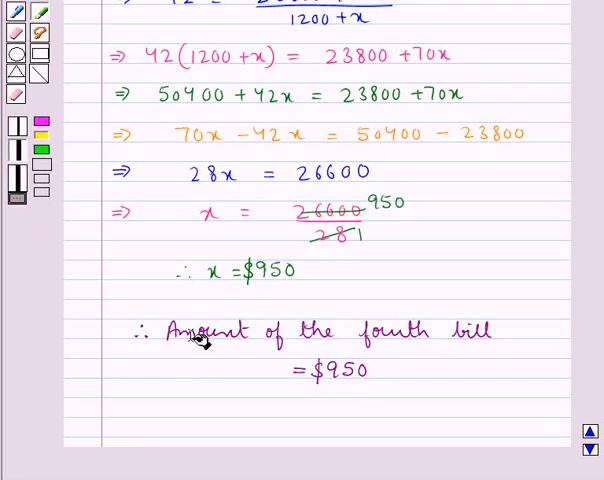 1200 + x
⇒ 42(1200 + x) = 23800 + 70x
⇒ 50400 + 42x = 23800 + 70x
⇒ 70x - 42x = 50400 - 23800
⇒ 28x = 26600
⇒ x = 26600 950
28 1
∴ x = $950
∴ Amount of the fourth bill
= $950